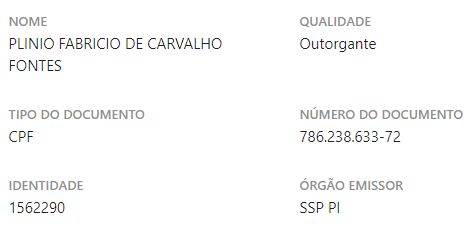 NOME
PLINIO FABRICIO DE CARVALHO
FONTES
QUALIDADE
Outorgante
TIPO DO DOCUMENTO
CPF
NÚMERO DO DOCUMENTO
786.238.633-72
IDENTIDADE
1562290
ÓRGÃO EMISSOR
SSP PI